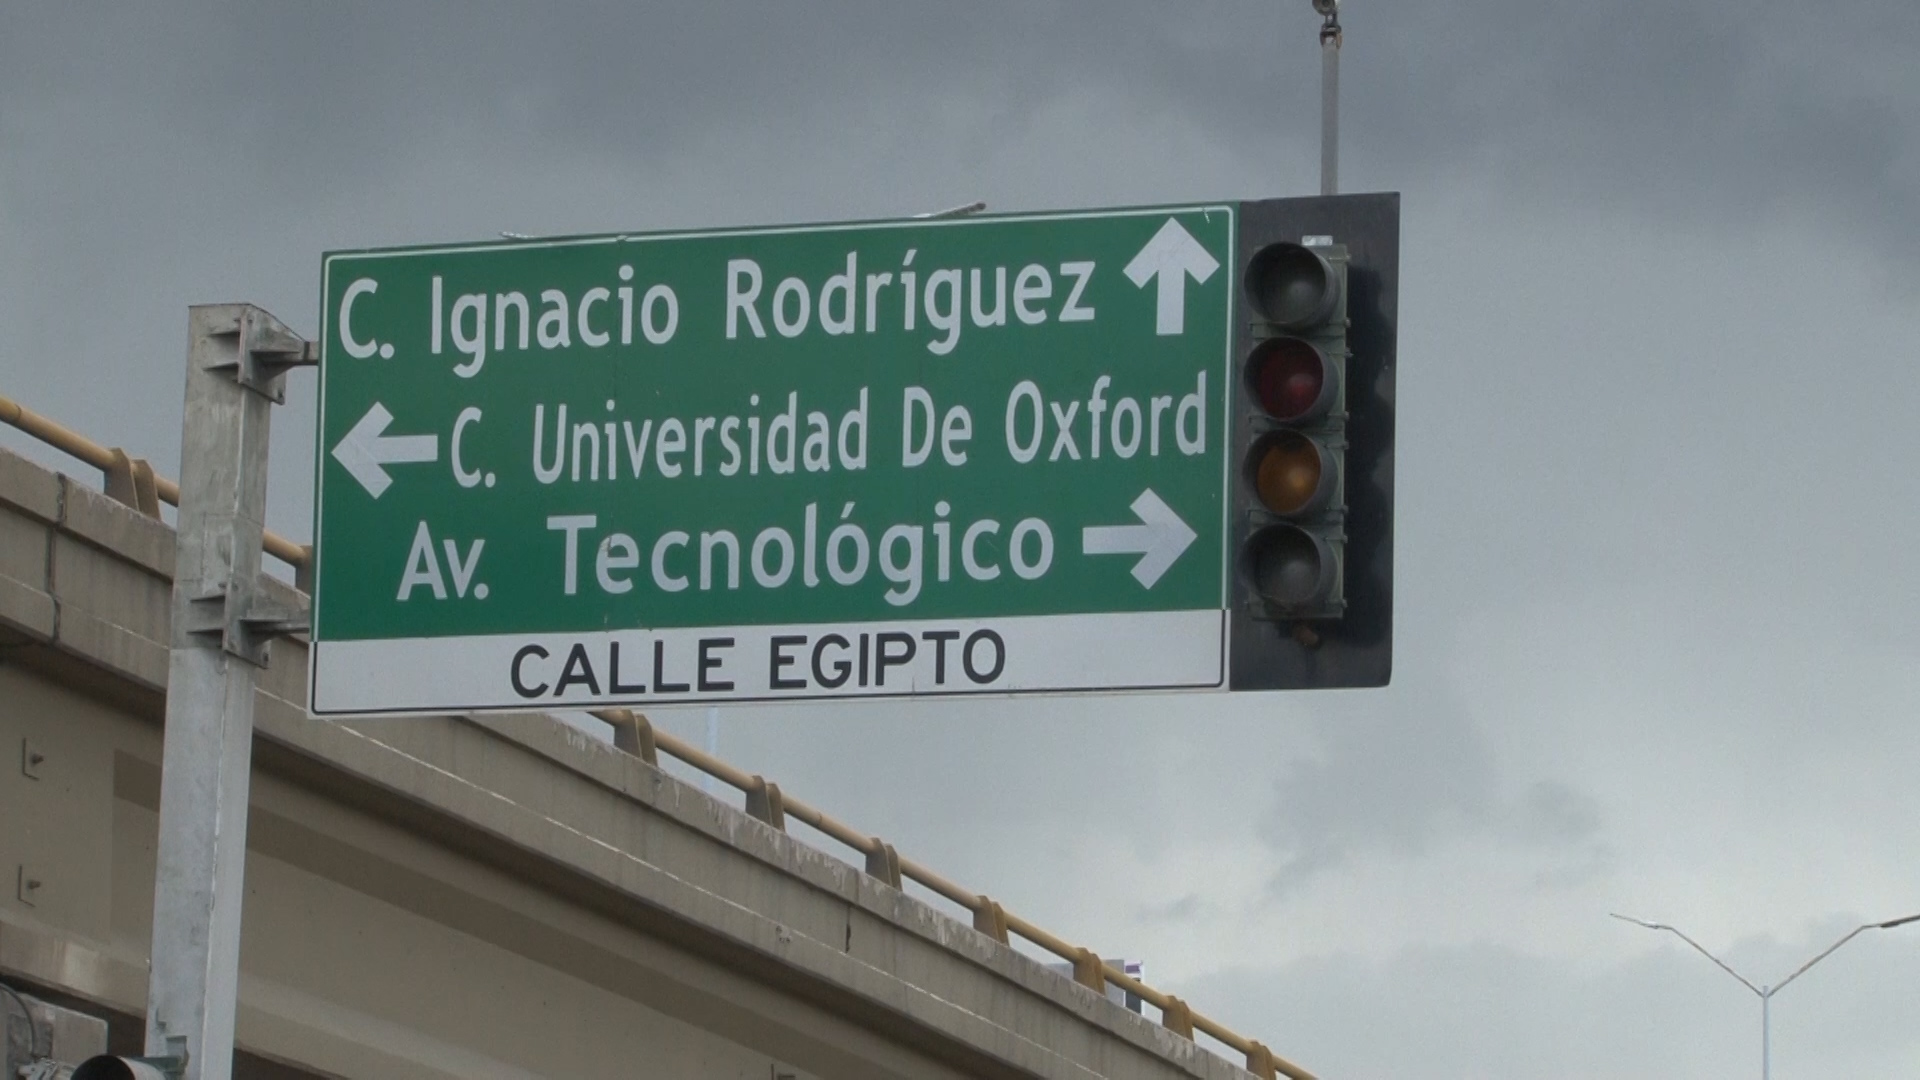 C. Ignacio Rodríguez
C. Universidad De Oxford
Av. Tecnológico
CALLE EGIPTO